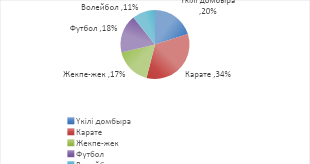 Волейбол ,11%
Үкілі домбыра
,20%
Футбол ,18%
Жекпе-жек ,17%
Карате ,34%
Үкілі домбыра
Карате
Жекпе-жек
Футбол